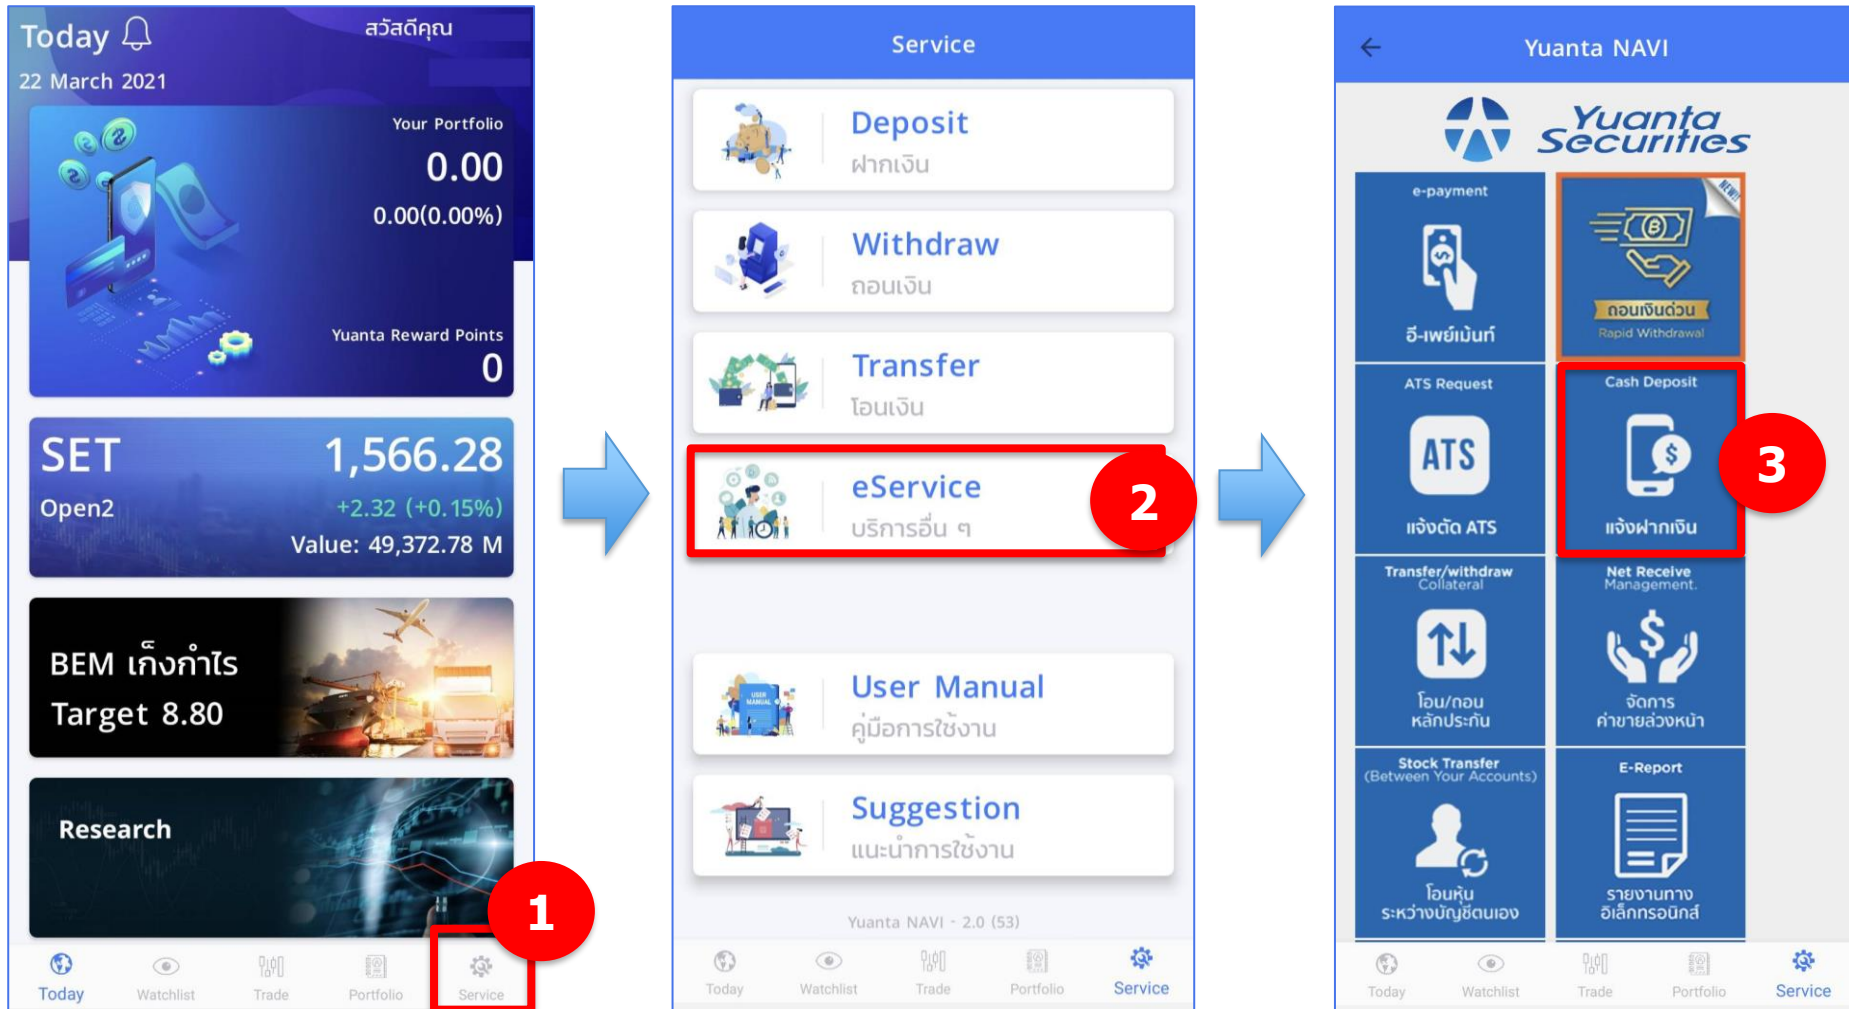 Today
สวัสดีคุณ
22 March 2021
Your Portfolio
0.00
0.00(0.00%)
Yuanta Reward Points
0
SET
1,566.28
Open2
+2.32 (+0.15%)
Value: 49,372.78 M
BEM เก็งกำไร
Target 8.80
Research
1
Today
Watchlist
Trade
Portfolio
Service
Service
Deposit
ฝากเงิน
Withdraw
ถอนเงิน
Transfer
โอนเงิน
eService
บริการอื่น ๆ
2
USER
MANUAL
User Manual
คู่มือการใช้งาน
Suggestion
แนะนำการใช้งาน
Yuanta NAVI - 2.0 (53)
Today
Watchlist
Trade
Portfolio
Service
Yuanta NAVI
Yuanta
Securities
e-payment
อี-เพย์เม้นท์
NEW!!
ถอนเงินด่วน
Rapid Withdrawal
ATS Request
ATS
แจ้งตัด ATS
Cash Deposit
แจ้งฝากเงิน
3
Transfer/withdraw
Collateral
โอน/ถอน
หลักประกัน
Net Receive
Management.
จัดการ
ค่าขายล่วงหน้า
Stock Transfer
(Between Your Accounts)
โอนหุ้น
ระหว่างบัญชีตนเอง
E-Report
รายงานทาง
อิเล็กทรอนิกส์
Today
Watchlist
Trade
Portfolio
Service